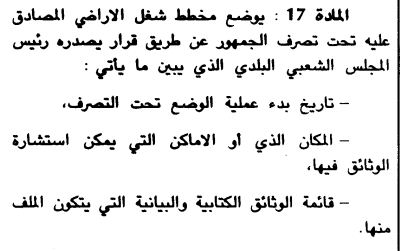 المادة 17 : يوضع مخطط شغل الاراضي المصادق
عليه تحت تصرف الجمهور عن طريق قرار يصدره رئيس
المجلس الشعبي البلدي الذي يبين ما يأتي :
– تاريخ بدء عملية الوضع تحت التصرف،
– المكان الذي أو الاماكن التي يمكن استشارة
الوثائق فيها،
– قائمة الوثائق الكتابية والبيانية التي يتكون الملف
منها.